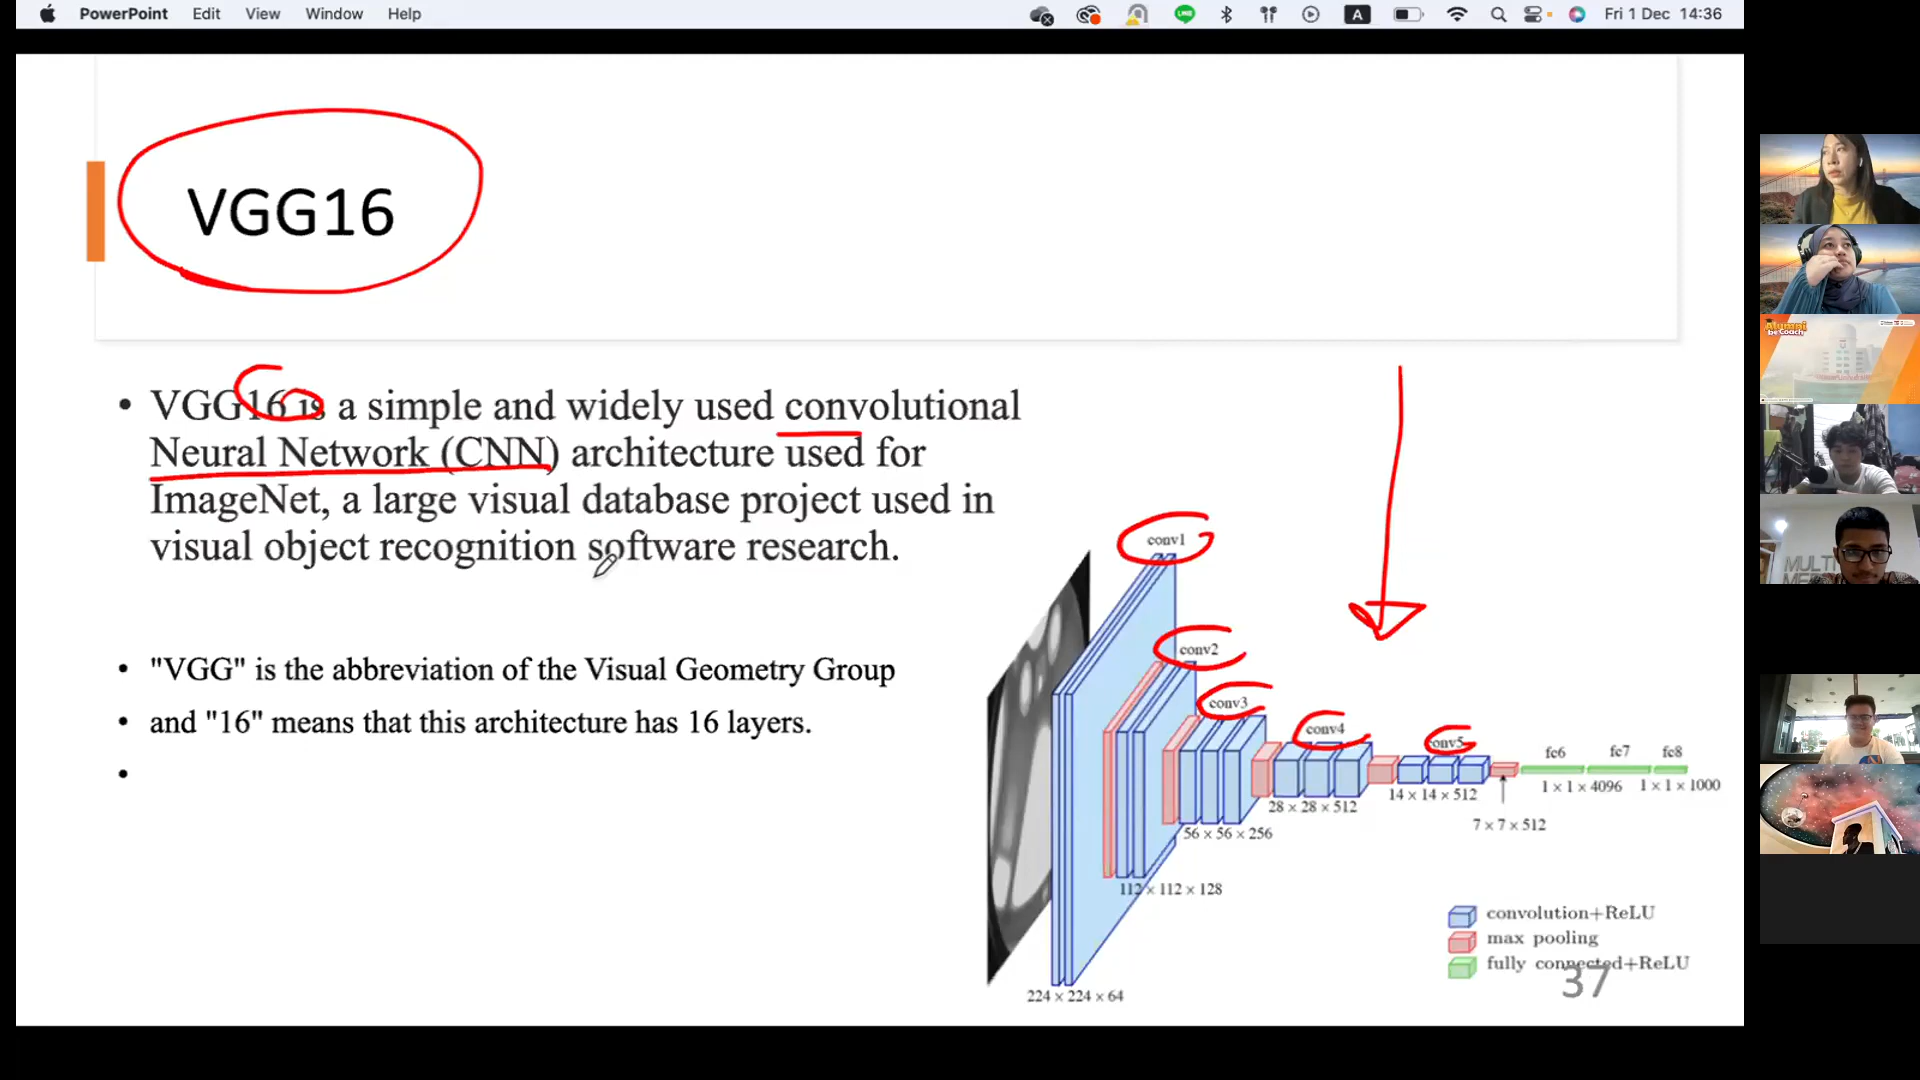 PowerPoint Edit View Window Help
A
Fri 1 Dec 14:36
VGG16
• VGG16 is a simple and widely used convolutional
Neural Network (CNN) architecture used for
ImageNet, a large visual database project used in
visual object recognition software research.
• "VGG" is the abbreviation of the Visual Geometry Group
• and "16" means that this architecture has 16 layers.
•
conv1
conv2
conv3
conv4
conv5
fc6 fc7 fc8
1 × 1 × 4096 1 × 1 × 1000
14 × 14 × 512
28 × 28 × 512
7 × 7 × 512
56 × 56 × 256
112 × 112 × 128
224 × 224 × 64
convolution+ReLU
max pooling
fully connected+ReLU
37
Alumni
be Coach
MULTI